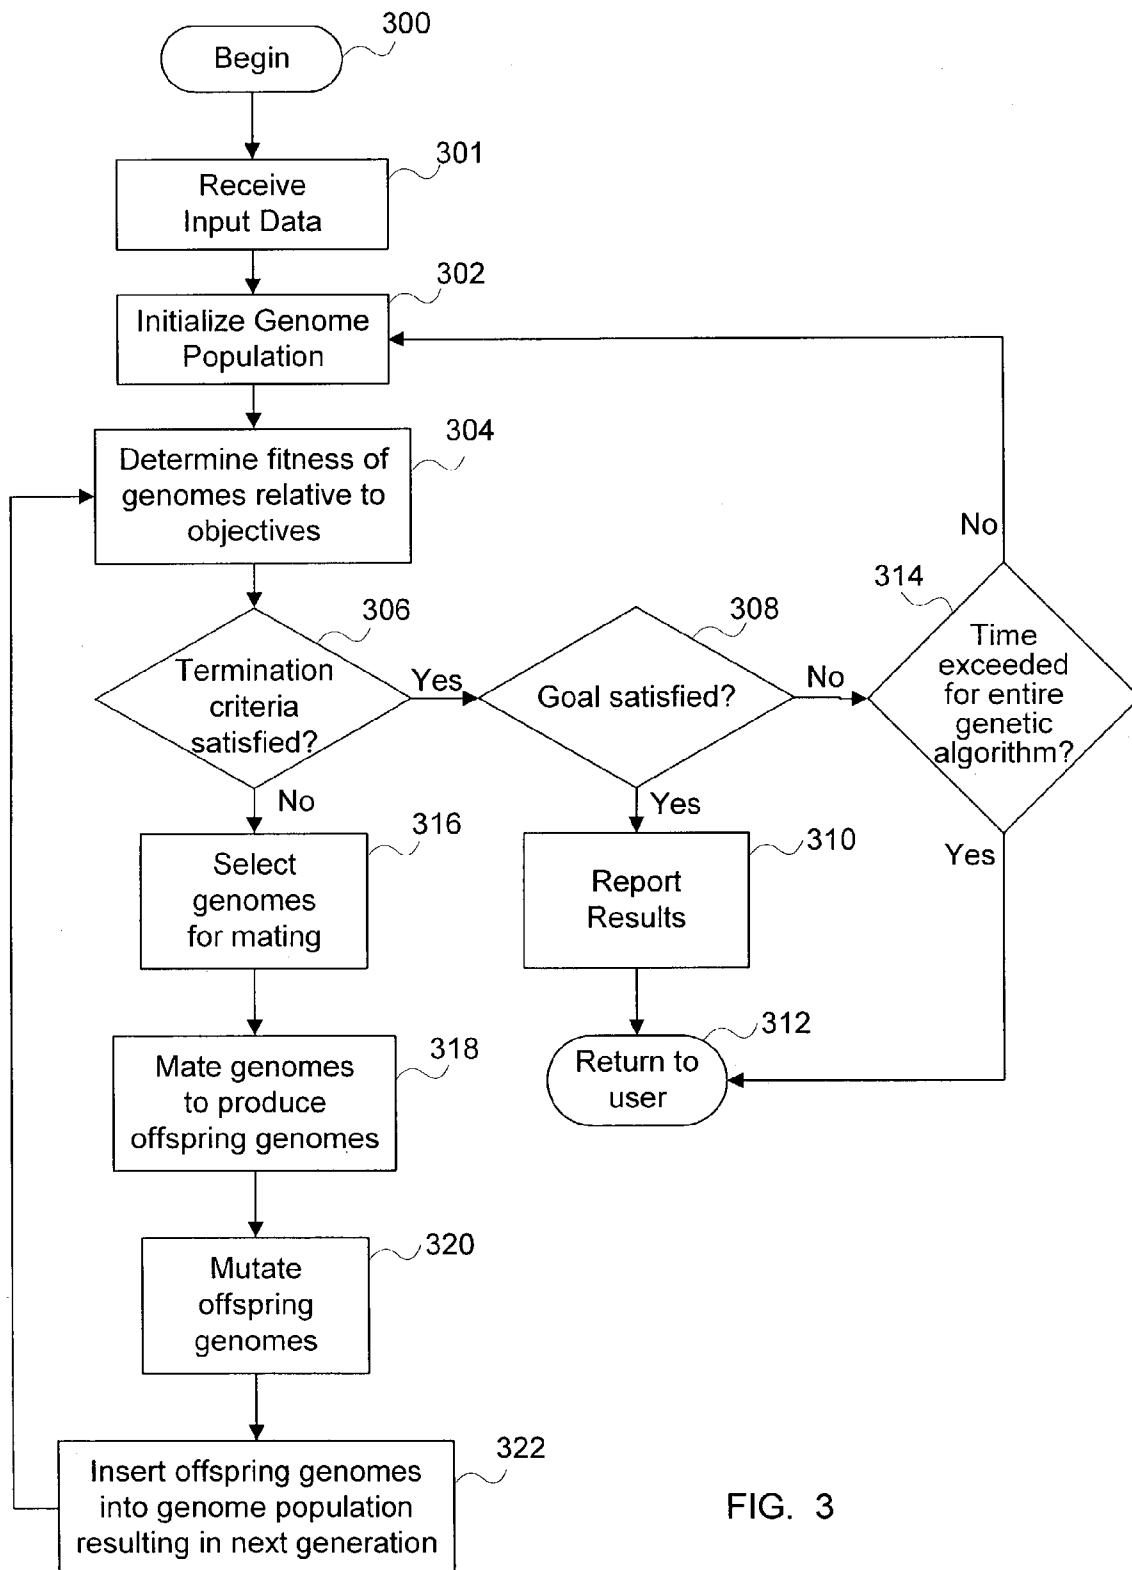 Begin
300
Receive
Input Data
301
Initialize Genome
Population
302
Determine fitness of
genomes relative to
objectives
304
Termination
criteria
satisfied?
306
Yes
No
Goal satisfied?
308
No
Yes
Time
exceeded
for entire
genetic
algorithm?
314
No
Yes
Report
Results
310
Return to
user
312
Select
genomes
for mating
316
Mate genomes
to produce
offspring genomes
318
Mutate
offspring
genomes
320
Insert offspring genomes
into genome population
resulting in next generation
322
FIG. 3